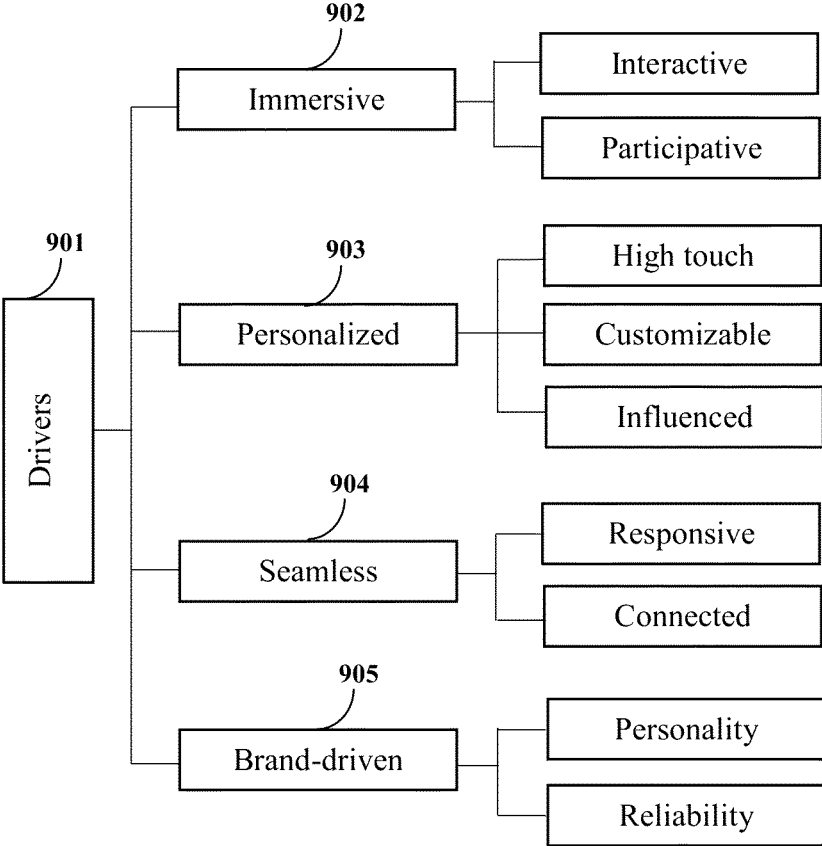 902
Immersive
Interactive
Participative
901
Drivers
903
Personalized
High touch
Customizable
Influenced
904
Seamless
Responsive
Connected
905
Brand-driven
Personality
Reliability